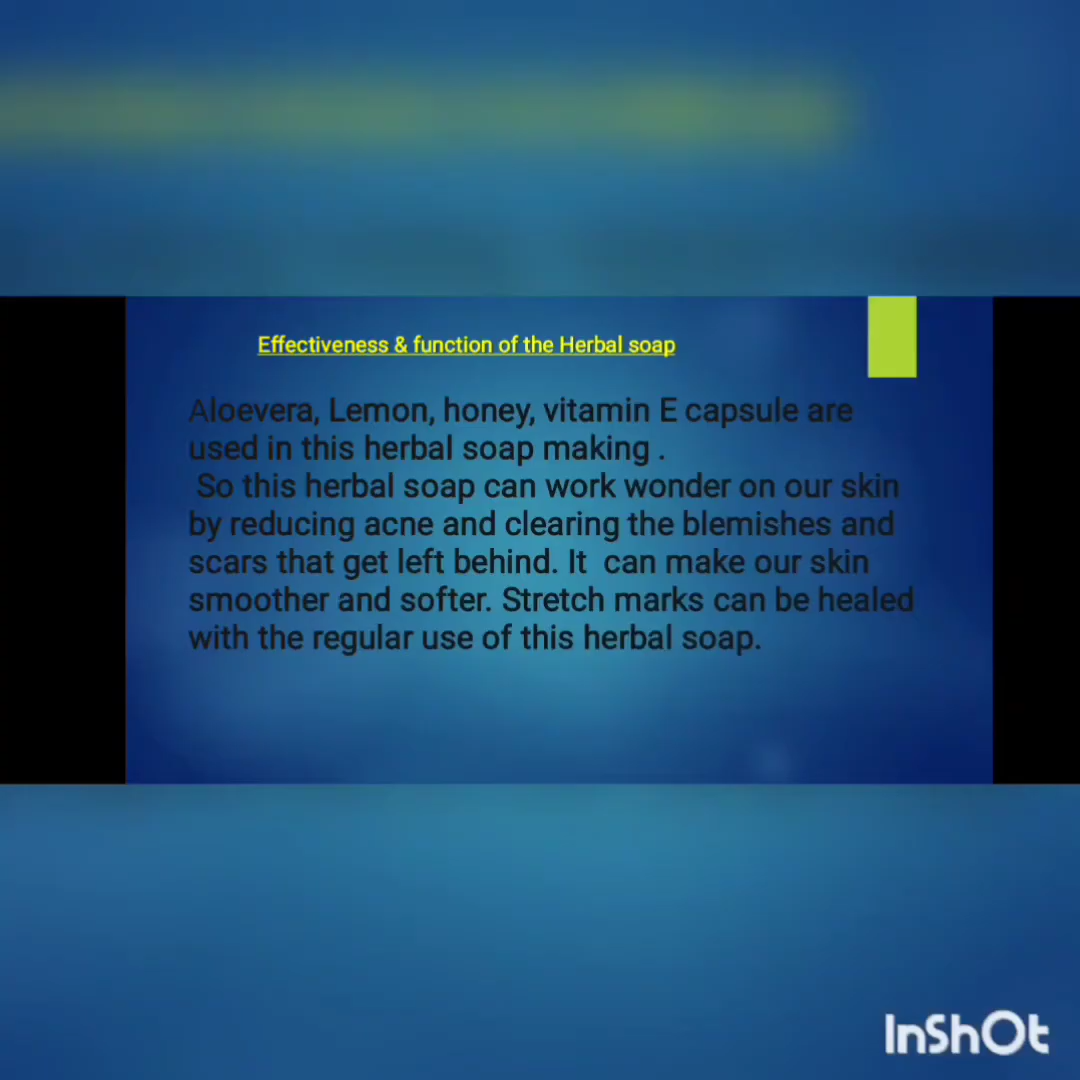 Effectiveness & function of the Herbal soap
Aloevera, Lemon, honey, vitamin E capsule are
used in this herbal soap making .
So this herbal soap can work wonder on our skin
by reducing acne and clearing the blemishes and
scars that get left behind. It  can make our skin
smoother and softer. Stretch marks can be healed
with the regular use of this herbal soap.
InShOt